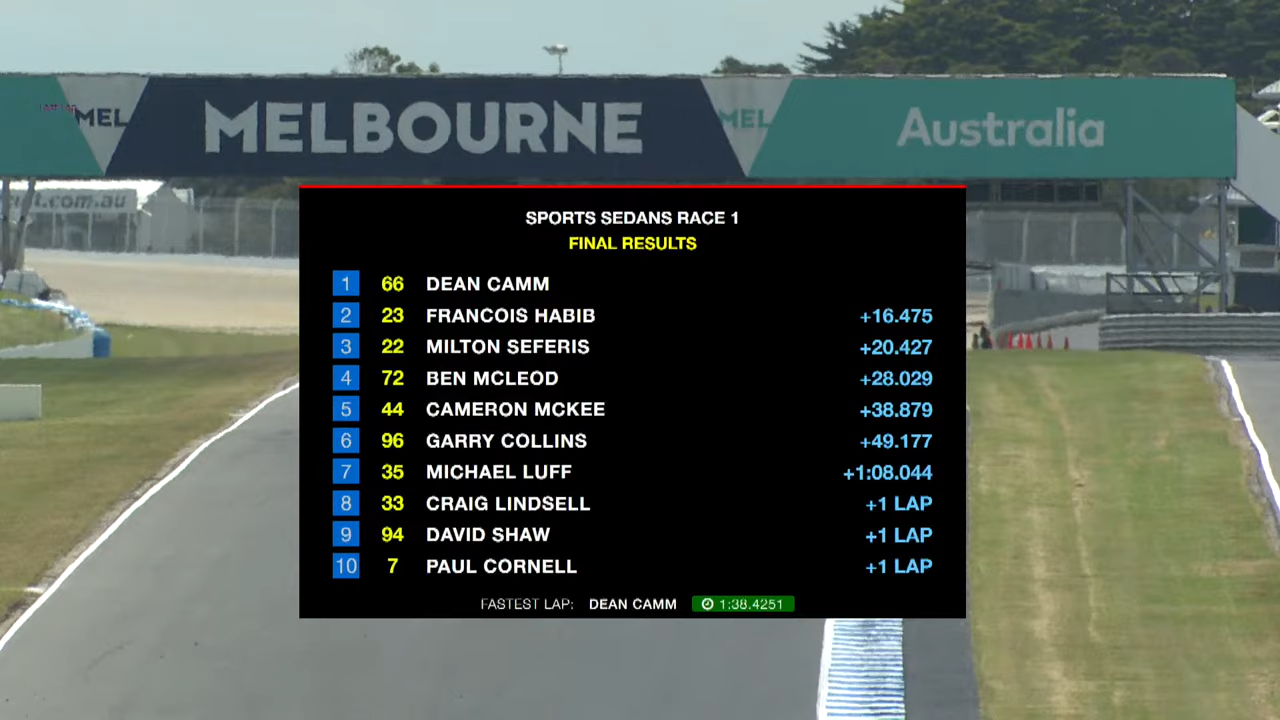 MEL
MELBOURNE
MEL
Australia
.com.au
SPORTS SEDANS RACE 1
FINAL RESULTS
1 66 DEAN CAMM
2 23 FRANCOIS HABIB +16.475
3 22 MILTON SEFERIS +20.427
4 72 BEN MCLEOD +28.029
5 44 CAMERON MCKEE +38.879
6 96 GARRY COLLINS +49.177
7 35 MICHAEL LUFF +1:08.044
8 33 CRAIG LINDSELL +1 LAP
9 94 DAVID SHAW +1 LAP
10 7 PAUL CORNELL +1 LAP
FASTEST LAP: DEAN CAMM 1:38.4251